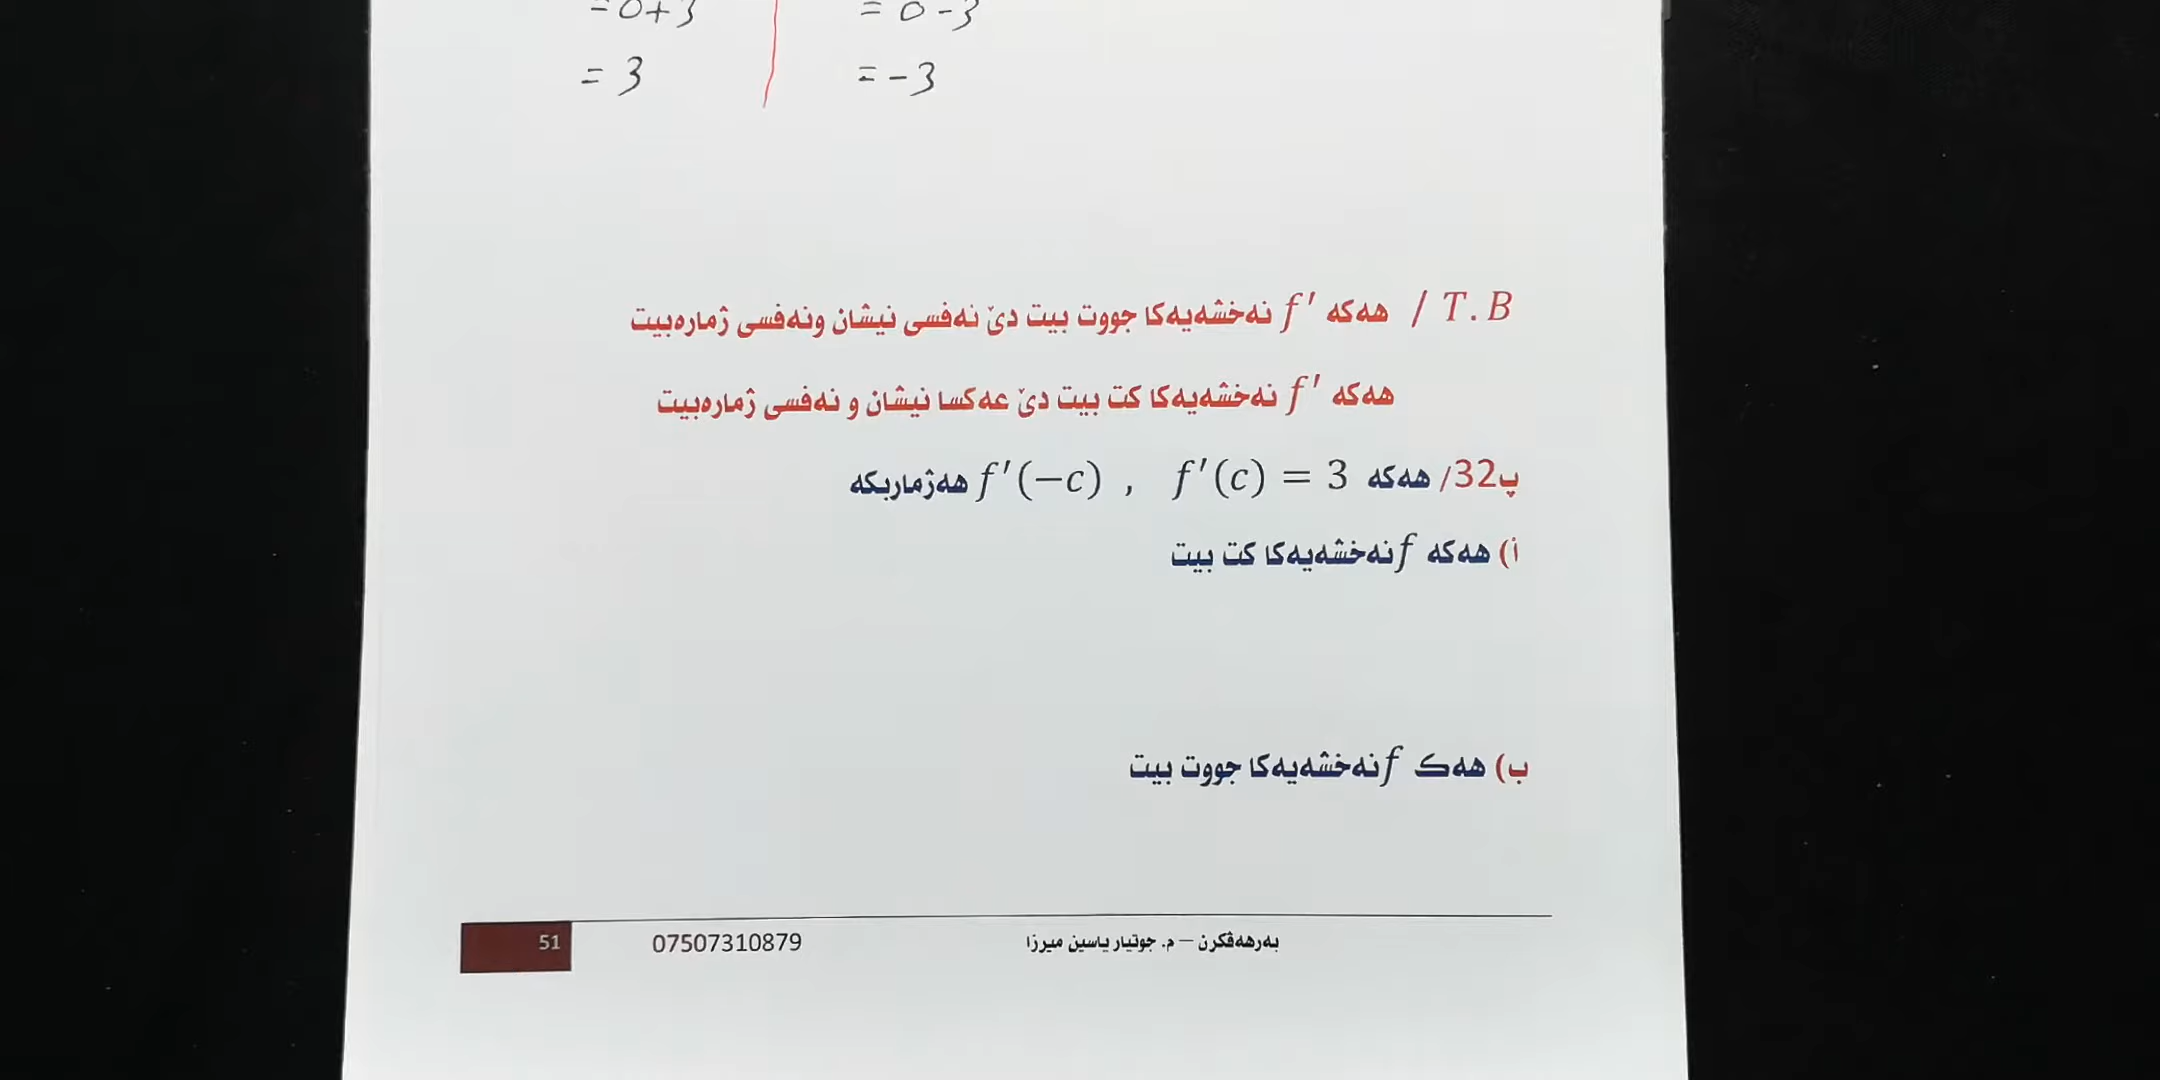 = 0+3 = 0-3
= 3 = -3
T.B / هەکە f′ نەخشەیەکا جووت بیت دێ نەفسی نیشان ونەفسی ژمارەبیت
هەکە f′ نەخشەیەکا کت بیت دێ عەکسا نیشان و نەفسی ژمارەبیت
پ32/ هەکە f′(c) = 3 , f′(−c) هەژماربکە
أ) هەکە f نەخشەیەکا کت بیت
ب) هەک f نەخشەیەکا جووت بیت
بەرهەڤکرن – م. جوتیار یاسین میرزا 07507310879 51